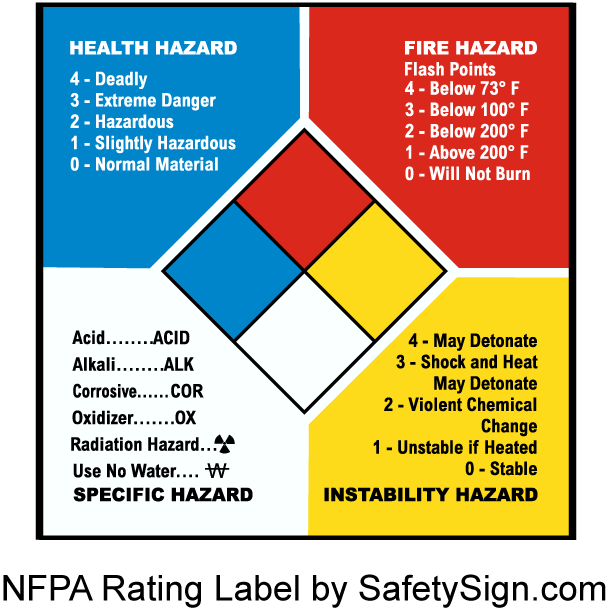 HEALTH HAZARD
4 - Deadly
3 - Extreme Danger
2 - Hazardous
1 - Slightly Hazardous
0 - Normal Material
FIRE HAZARD
Flash Points
4 - Below 73° F
3 - Below 100° F
2 - Below 200° F
1 - Above 200° F
0 - Will Not Burn
Acid........ACID
Alkali........ALK
Corrosive......COR
Oxidizer.......OX
Radiation Hazard...☢
Use No Water.... W
SPECIFIC HAZARD
4 - May Detonate
3 - Shock and Heat
May Detonate
2 - Violent Chemical
Change
1 - Unstable if Heated
0 - Stable
INSTABILITY HAZARD
NFPA Rating Label by SafetySign.com